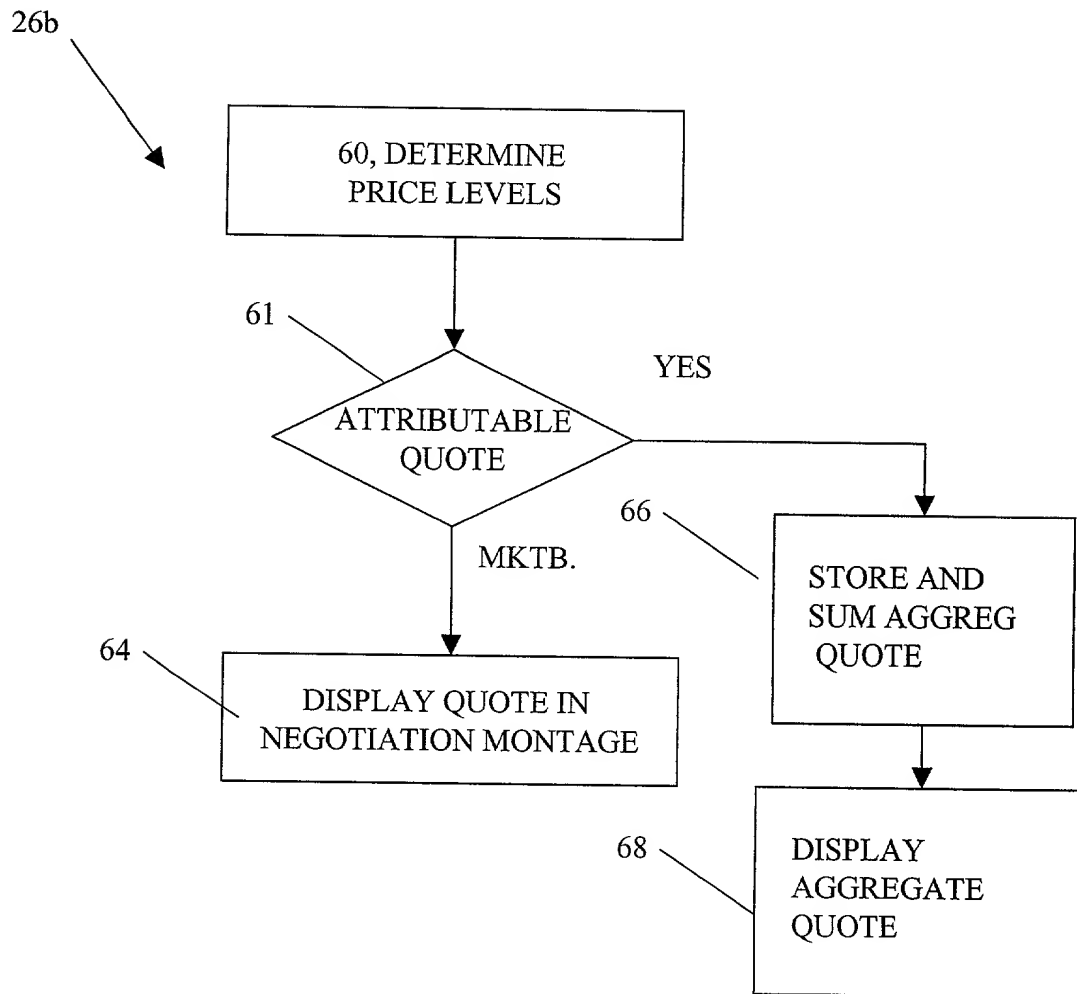 26b
60, DETERMINE
PRICE LEVELS
61
YES
ATTRIBUTABLE
QUOTE
66
MKTB.
STORE AND
SUM AGGREG
QUOTE
64
DISPLAY QUOTE IN
NEGOTIATION MONTAGE
68
DISPLAY
AGGREGATE
QUOTE